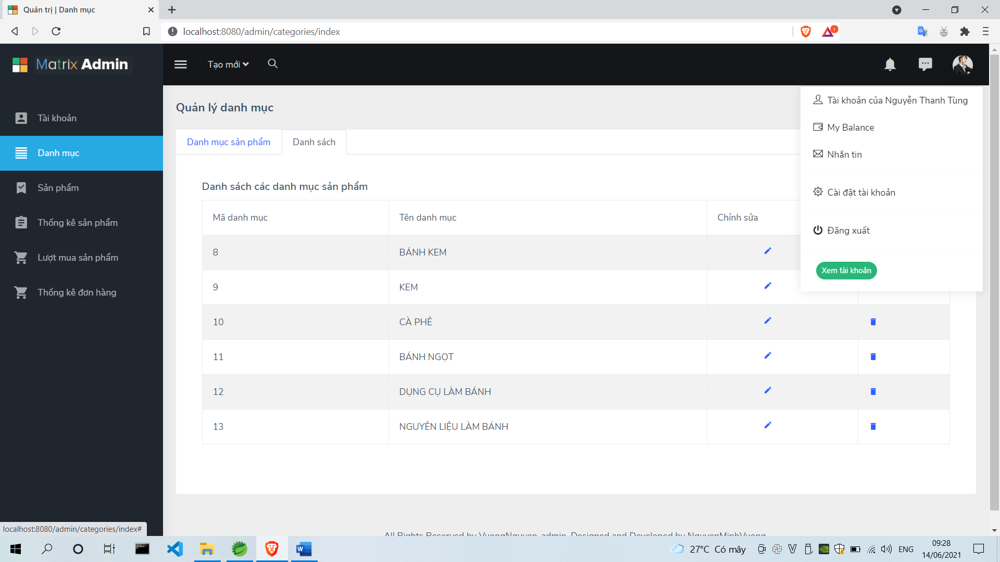 Quản trị | Danh mục
localhost:8080/admin/categories/index
1
Matrix Admin
Tạo mới
Tài khoản
Danh mục
Sản phẩm
Thống kê sản phẩm
Lượt mua sản phẩm
Thống kê đơn hàng
Quản lý danh mục
Danh mục sản phẩm
Danh sách
Danh sách các danh mục sản phẩm
Mã danh mục Tên danh mục Chỉnh sửa
8 BÁNH KEM
9 KEM
10 CÀ PHÊ
11 BÁNH NGỌT
12 DỤNG CỤ LÀM BÁNH
13 NGUYÊN LIỆU LÀM BÁNH
Tài khoản của Nguyễn Thanh Tùng
My Balance
Nhắn tin
Cài đặt tài khoản
Đăng xuất
Xem tài khoản
All Rights Reserved by VuongNguyen-admin. Designed and Developed by NguyenMinhVuong
localhost:8080/admin/categories/index#
27°C Có mây
ENG
09:28
14/06/2021